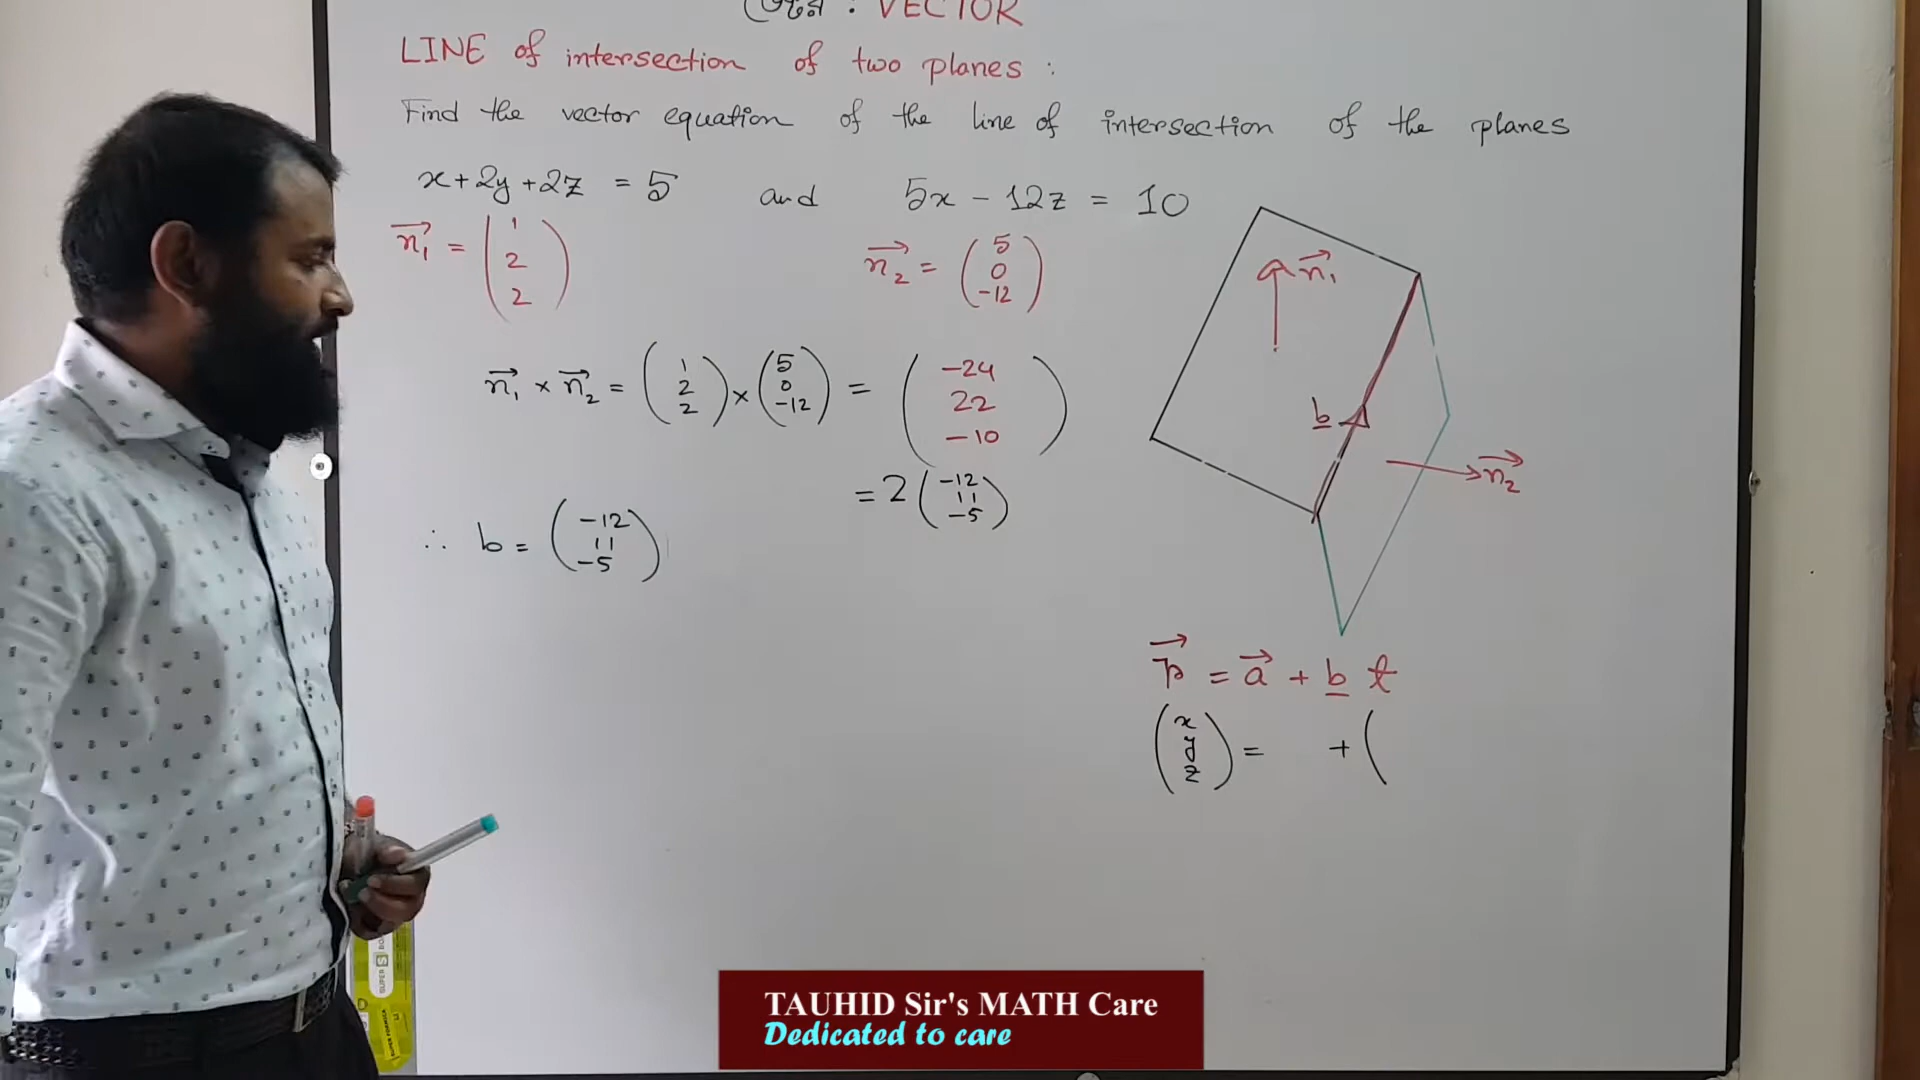 : VECTOR
LINE of intersection of two planes :
Find the vector equation of the line of intersection of the planes
x+2y+2z = 5 and 5x - 12z = 10
n₁ = (1 2 2) n₂ = (5 0 -12)
n₁ × n₂ = (1 2 2) × (5 0 -12) = (-24 22 -10)
= 2 (-12 11 -5)
∴ b = (-12 11 -5)
n₁
b
n₂
r = a + b t
(x y z) = + (
TAUHID Sir's MATH Care
Dedicated to care